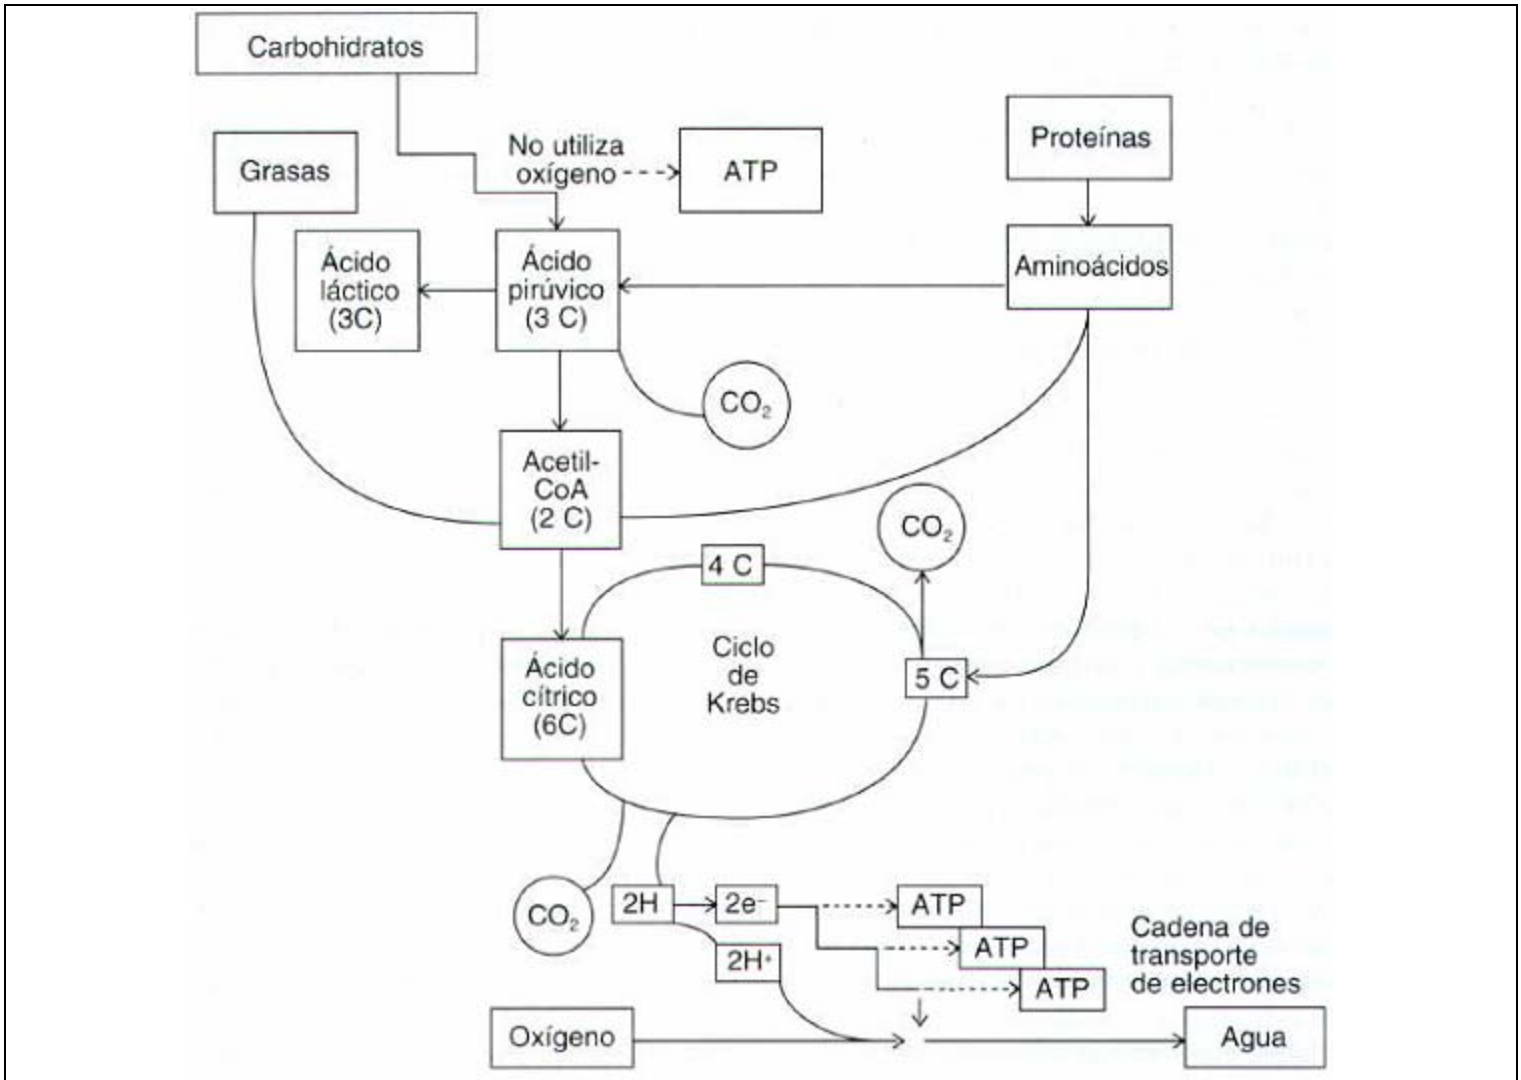 Carbohidratos
Proteínas
Grasas
No utiliza
oxígeno
ATP
Aminoácidos
Ácido
láctico
(3C)
Ácido
pirúvico
(3 C)
CO₂
Acetil-
CoA
(2 C)
CO₂
4 C
Ciclo
de
Krebs
Ácido
cítrico
(6C)
5 C
CO₂
2H
2e⁻
ATP
ATP
ATP
2H⁺
Cadena de
transporte
de electrones
Oxígeno
Agua